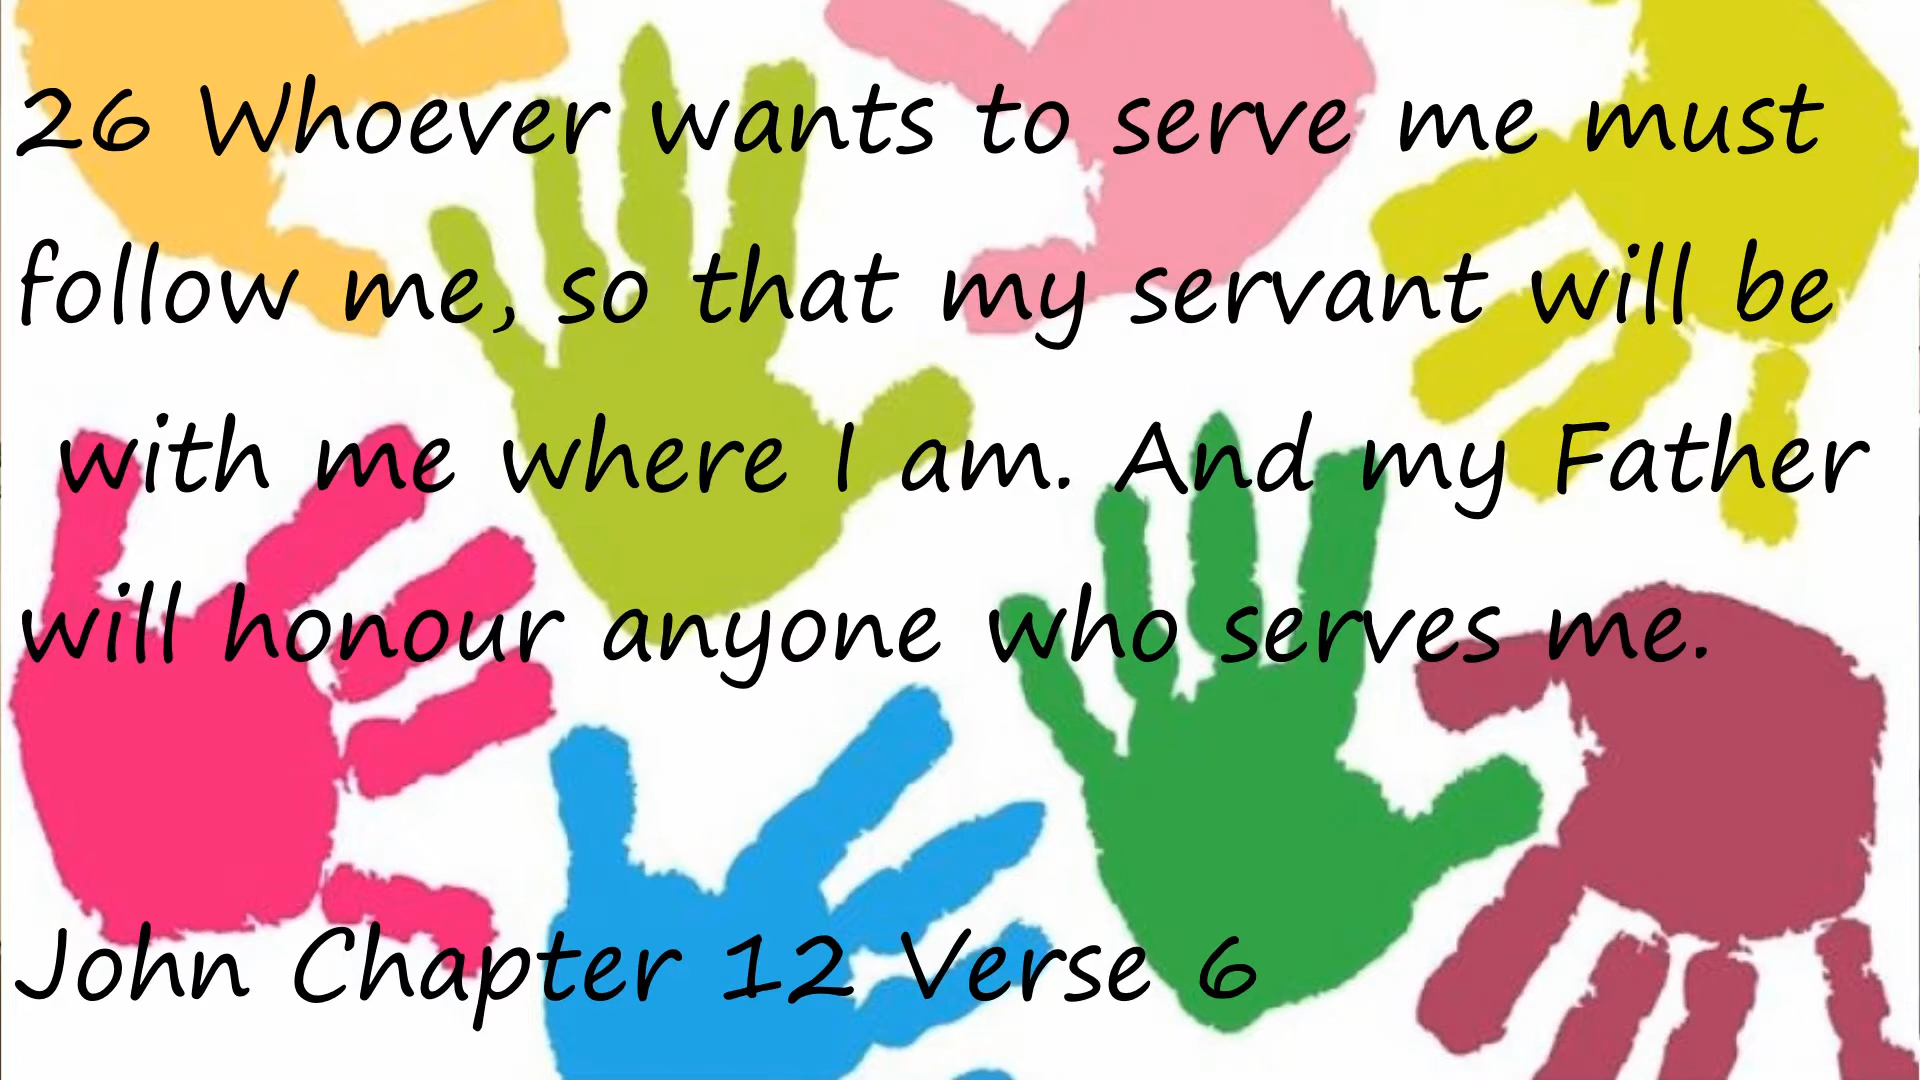 26 Whoever wants to serve me must
follow me, so that my servant will be
with me where I am. And my Father
will honour anyone who serves me.
John Chapter 12 Verse 6